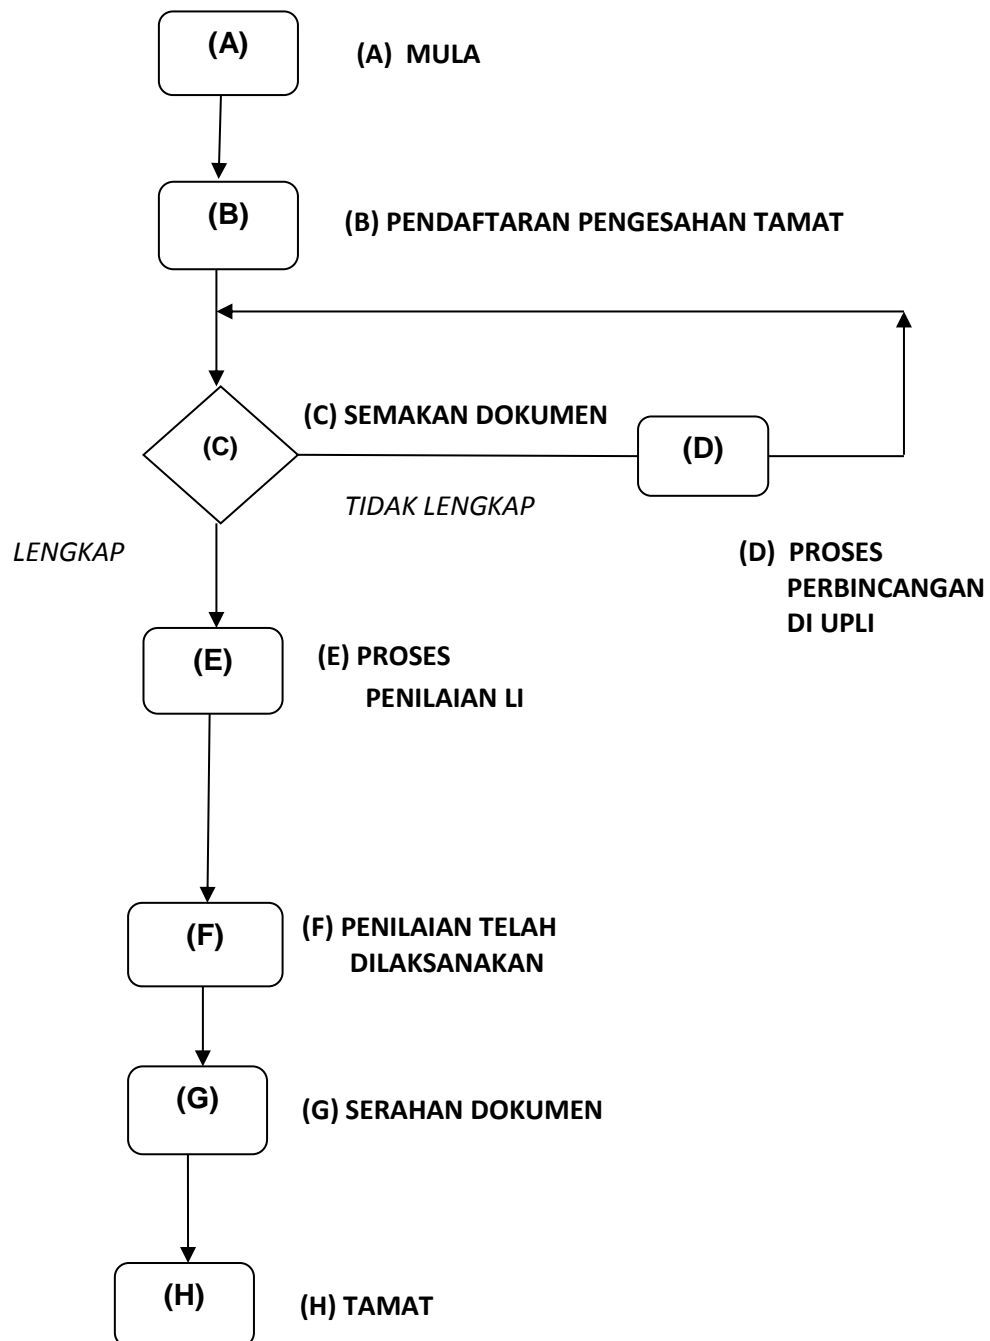 (A)
(A) MULA
(B)
(B) PENDAFTARAN PENGESAHAN TAMAT
(C)
(C) SEMAKAN DOKUMEN
(D)
TIDAK LENGKAP
LENGKAP
(D) PROSES
PERBINCANGAN
DI UPLI
(E)
(E) PROSES
PENILAIAN LI
(F)
(F) PENILAIAN TELAH
DILAKSANAKAN
(G)
(G) SERAHAN DOKUMEN
(H)
(H) TAMAT